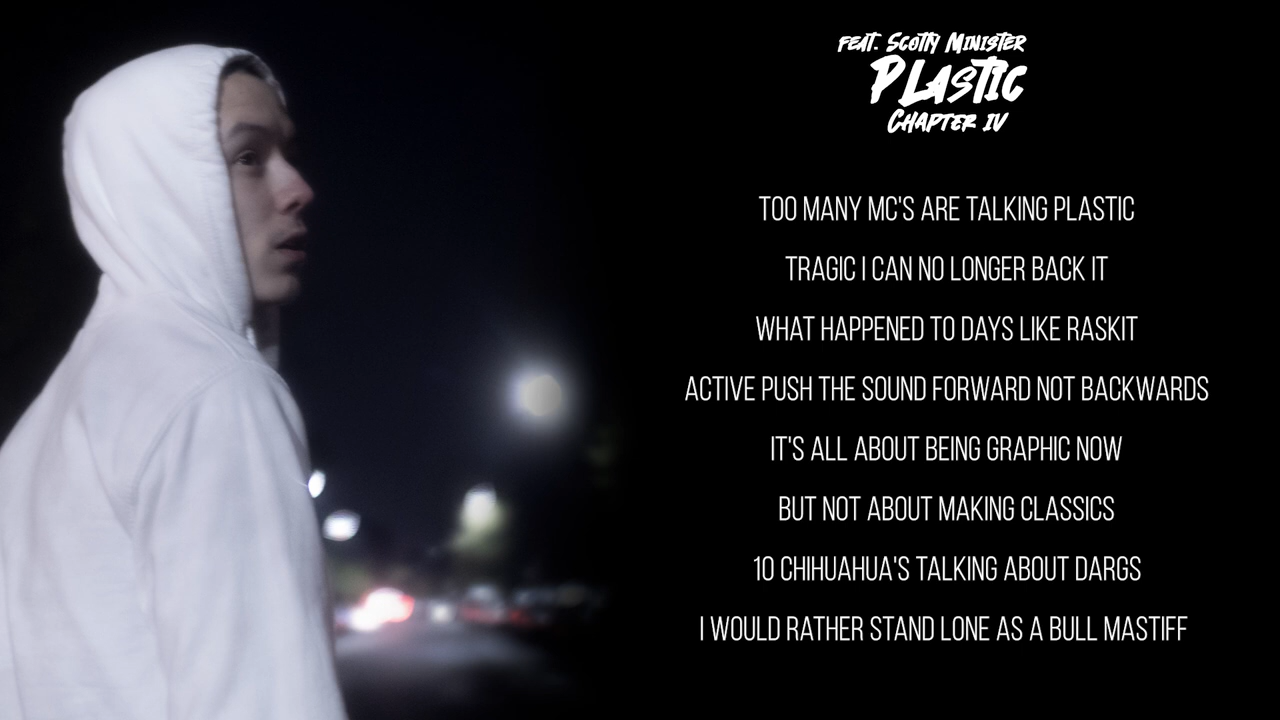 FEAT. SCOTTY MINISTER
PLASTIC
CHAPTER IV
TOO MANY MC'S ARE TALKING PLASTIC
TRAGIC I CAN NO LONGER BACK IT
WHAT HAPPENED TO DAYS LIKE RASKIT
ACTIVE PUSH THE SOUND FORWARD NOT BACKWARDS
IT'S ALL ABOUT BEING GRAPHIC NOW
BUT NOT ABOUT MAKING CLASSICS
10 CHIHUAHUA'S TALKING ABOUT DARGS
I WOULD RATHER STAND LONE AS A BULL MASTIFF